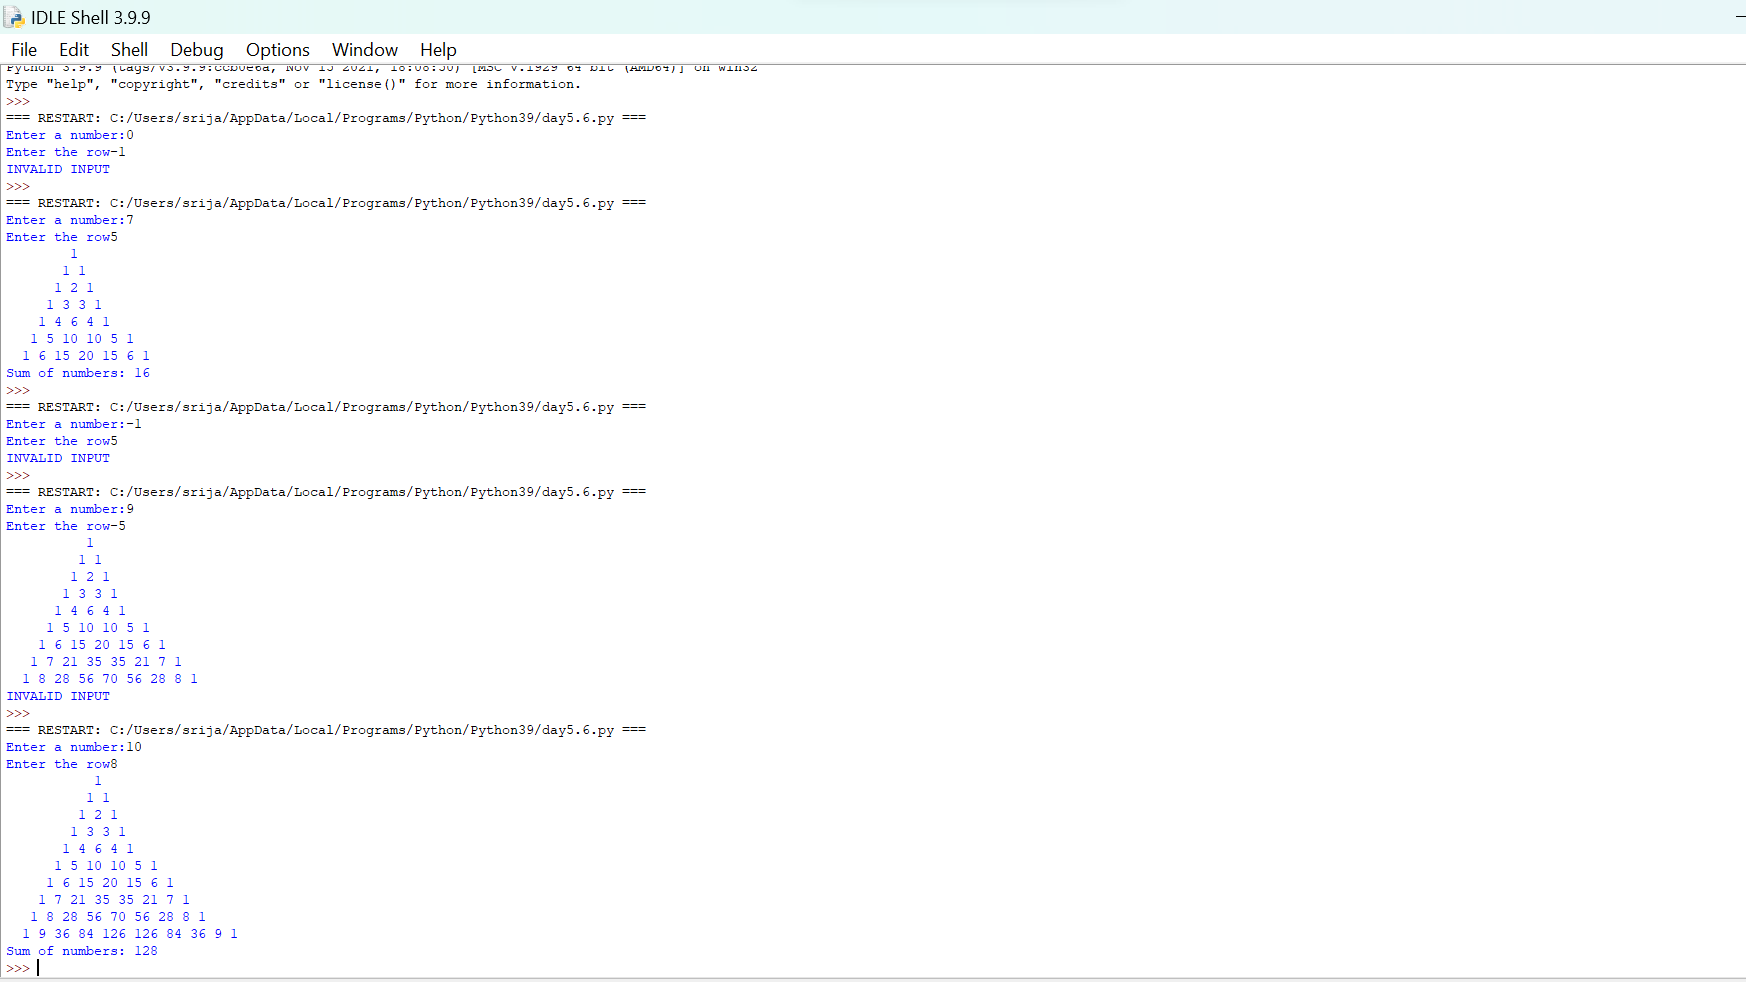 IDLE Shell 3.9.9
File Edit Shell Debug Options Window Help
Python 3.9.9 (tags/v3.9.9:ccb0e6a, Nov 15 2021, 18:08:50) [MSC v.1929 64 bit (AMD64)] on win32
Type "help", "copyright", "credits" or "license()" for more information.
>>>
=== RESTART: C:/Users/srija/AppData/Local/Programs/Python/Python39/day5.6.py ===
Enter a number:0
Enter the row-1
INVALID INPUT
>>>
=== RESTART: C:/Users/srija/AppData/Local/Programs/Python/Python39/day5.6.py ===
Enter a number:7
Enter the row5
1
1 1
1 2 1
1 3 3 1
1 4 6 4 1
1 5 10 10 5 1
1 6 15 20 15 6 1
Sum of numbers: 16
>>>
=== RESTART: C:/Users/srija/AppData/Local/Programs/Python/Python39/day5.6.py ===
Enter a number:-1
Enter the row5
INVALID INPUT
>>>
=== RESTART: C:/Users/srija/AppData/Local/Programs/Python/Python39/day5.6.py ===
Enter a number:9
Enter the row-5
1
1 1
1 2 1
1 3 3 1
1 4 6 4 1
1 5 10 10 5 1
1 6 15 20 15 6 1
1 7 21 35 35 21 7 1
1 8 28 56 70 56 28 8 1
INVALID INPUT
>>>
=== RESTART: C:/Users/srija/AppData/Local/Programs/Python/Python39/day5.6.py ===
Enter a number:10
Enter the row8
1
1 1
1 2 1
1 3 3 1
1 4 6 4 1
1 5 10 10 5 1
1 6 15 20 15 6 1
1 7 21 35 35 21 7 1
1 8 28 56 70 56 28 8 1
1 9 36 84 126 126 84 36 9 1
Sum of numbers: 128
>>>